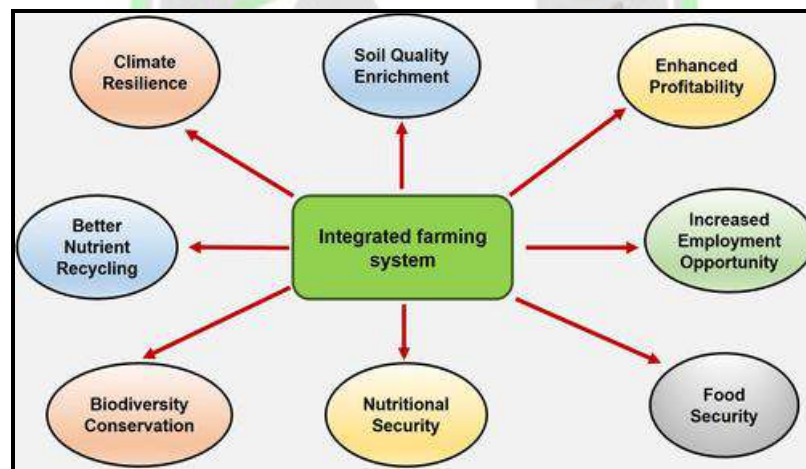 Climate
Resilience
Soil Quality
Enrichment
Enhanced
Profitability
Better
Nutrient
Recycling
Integrated farming
system
Increased
Employment
Opportunity
Biodiversity
Conservation
Nutritional
Security
Food
Security